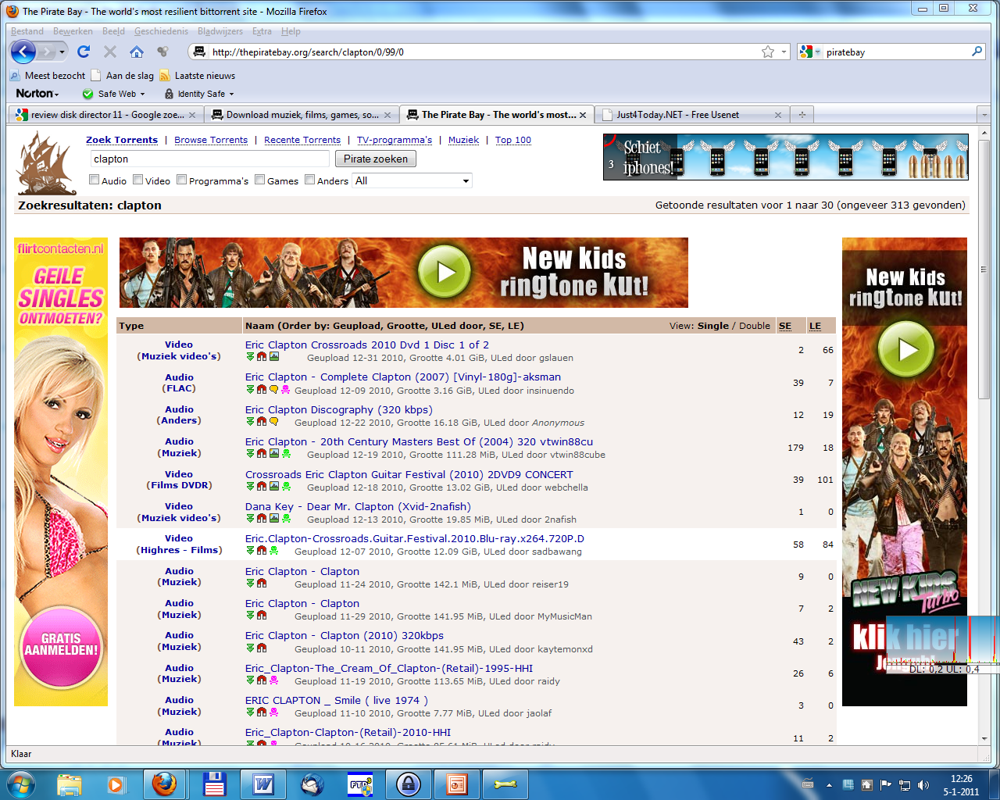 The Pirate Bay - The world's most resilient bittorrent site - Mozilla Firefox
Bestand Bewerken Beeld Geschiedenis Bladwijzers Extra Help
http://thepiratebay.org/search/clapton/0/99/0
piratebay
Meest bezocht Aan de slag Laatste nieuws
Norton Safe Web Identity Safe
review disk director 11 - Google zoe...
Download muziek, films, games, so...
The Pirate Bay - The world's most...
Just4Today.NET - Free Usenet
Zoek Torrents | Browse Torrents | Recente Torrents | TV-programma's | Muziek | Top 100
clapton
Pirate zoeken
Audio Video Programma's Games Anders All
3 Schiet
iphones!
Zoekresultaten: clapton
Getoonde resultaten voor 1 naar 30 (ongeveer 313 gevonden)
flirtcontacten.nl
GEILE
SINGLES
ONTMOETEN?
GRATIS
AANMELDEN!
New kids
ringtone kut!
Type Naam (Order by: Geupload, Grootte, ULed door, SE, LE) View: Single / Double SE LE
Video
(Muziek video's)
Eric Clapton Crossroads 2010 Dvd 1 Disc 1 of 2
Geupload 12-31 2010, Grootte 4.01 GiB, ULed door gslauen
2 66
Audio
(FLAC)
Eric Clapton - Complete Clapton (2007) [Vinyl-180g]-aksman
Geupload 12-09 2010, Grootte 3.16 GiB, ULed door insinuendo
39 7
Audio
(Anders)
Eric Clapton Discography (320 kbps)
Geupload 12-22 2010, Grootte 16.18 GiB, ULed door Anonymous
12 19
Audio
(Muziek)
Eric Clapton - 20th Century Masters Best Of (2004) 320 vtwin88cu
Geupload 12-19 2010, Grootte 111.28 MiB, ULed door vtwin88cube
179 18
Video
(Films DVDR)
Crossroads Eric Clapton Guitar Festival (2010) 2DVD9 CONCERT
Geupload 12-18 2010, Grootte 13.02 GiB, ULed door webchella
39 101
Video
(Muziek video's)
Dana Key - Dear Mr. Clapton (Xvid-2nafish)
Geupload 12-13 2010, Grootte 19.85 MiB, ULed door 2nafish
1 0
Video
(Highres - Films)
Eric.Clapton-Crossroads.Guitar.Festival.2010.Blu-ray.x264.720P.D
Geupload 12-07 2010, Grootte 12.09 GiB, ULed door sadbawang
58 84
Audio
(Muziek)
Eric Clapton - Clapton
Geupload 11-24 2010, Grootte 142.1 MiB, ULed door reiser19
9 0
Audio
(Muziek)
Eric Clapton - Clapton
Geupload 11-29 2010, Grootte 141.95 MiB, ULed door MyMusicMan
7 2
Audio
(Muziek)
Eric Clapton - Clapton (2010) 320kbps
Geupload 10-11 2010, Grootte 141.95 MiB, ULed door kaytemonxd
43 2
Audio
(Muziek)
Eric_Clapton-The_Cream_Of_Clapton-(Retail)-1995-HHI
Geupload 11-19 2010, Grootte 113.65 MiB, ULed door raidy
26 6
Audio
(Muziek)
ERIC CLAPTON _ Smile ( live 1974 )
Geupload 11-10 2010, Grootte 7.77 MiB, ULed door jaolaf
3 0
Audio
(Muziek)
Eric_Clapton-Clapton-(Retail)-2010-HHI
Geupload 10-16 2010, Grootte 95.61 MiB, ULed door raidy
11 2
New kids
ringtone kut!
NEW KIDS
Turbo
klik hier
DL: 0,2 UL: 0,4
Klaar
FTD
12:26
5-1-2011